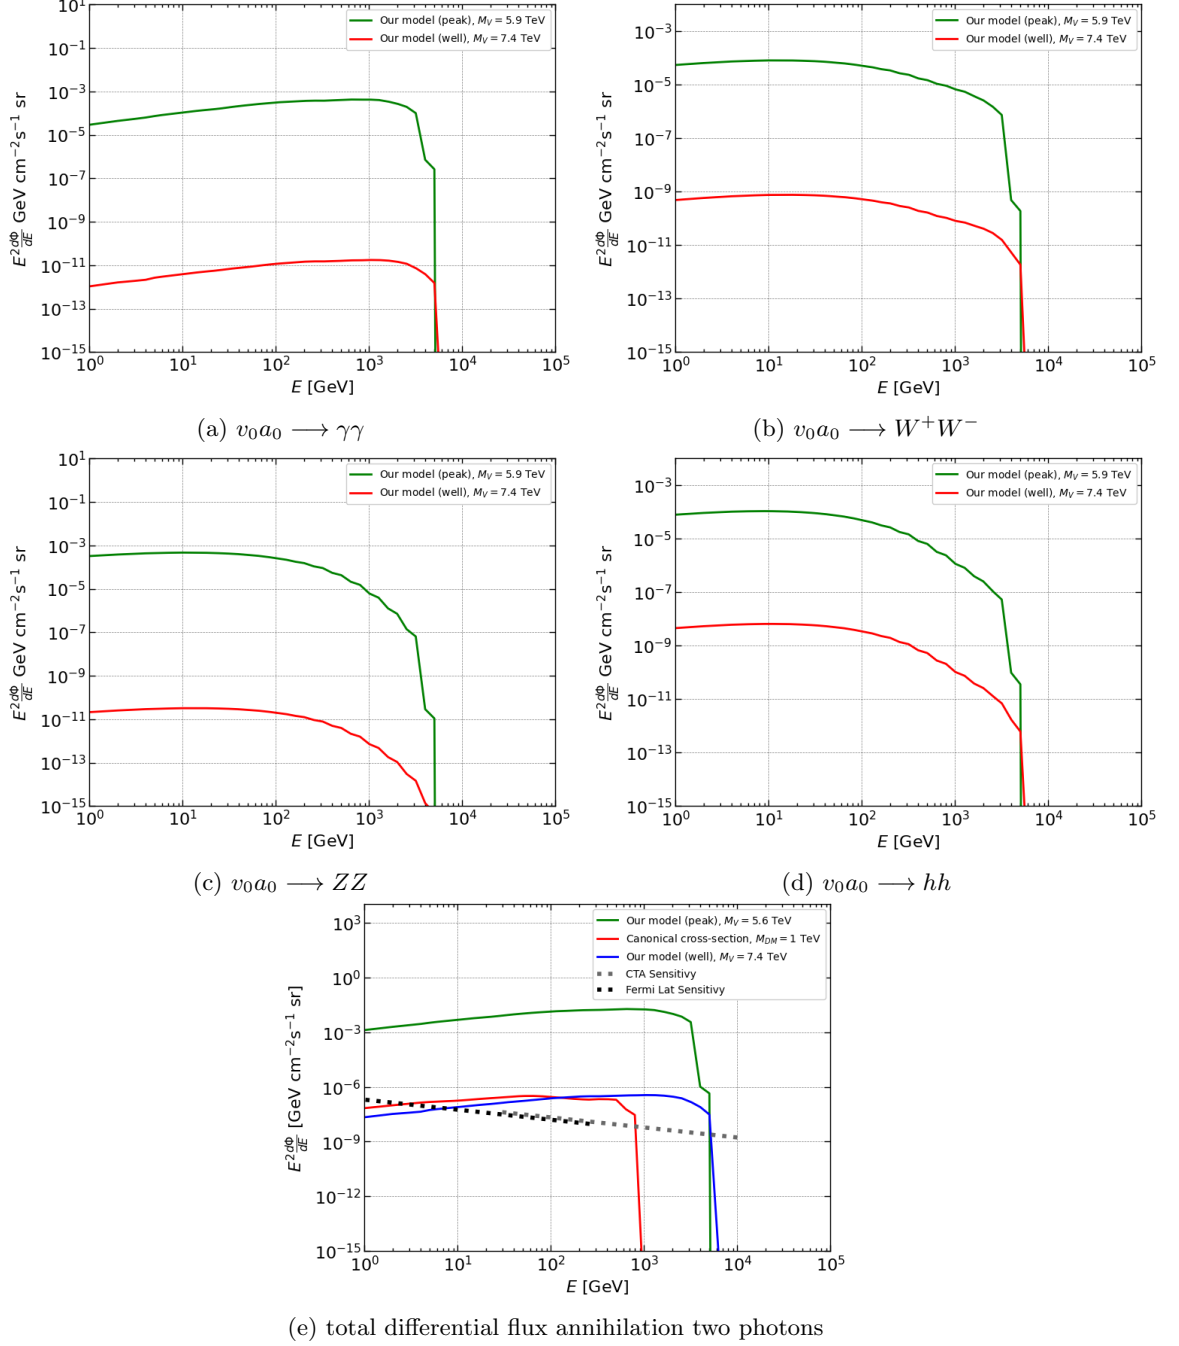 Our model (peak), M_V = 5.9 TeV
Our model (well), M_V = 7.4 TeV
10^1
10^-1
10^-3
10^-5
10^-7
10^-9
10^-11
10^-13
10^-15
E^2 dΦ/dE GeV cm^-2s^-1 sr
10^0 10^1 10^2 10^3 10^4 10^5
E [GeV]
(a) v_0a_0 ⟶ γγ
Our model (peak), M_V = 5.9 TeV
Our model (well), M_V = 7.4 TeV
10^-3
10^-5
10^-7
10^-9
10^-11
10^-13
10^-15
E^2 dΦ/dE GeV cm^-2s^-1 sr
10^0 10^1 10^2 10^3 10^4 10^5
E [GeV]
(b) v_0a_0 ⟶ W^+W^-
Our model (peak), M_V = 5.9 TeV
Our model (well), M_V = 7.4 TeV
10^1
10^-1
10^-3
10^-5
10^-7
10^-9
10^-11
10^-13
10^-15
E^2 dΦ/dE GeV cm^-2s^-1 sr
10^0 10^1 10^2 10^3 10^4 10^5
E [GeV]
(c) v_0a_0 ⟶ ZZ
Our model (peak), M_V = 5.9 TeV
Our model (well), M_V = 7.4 TeV
10^-3
10^-5
10^-7
10^-9
10^-11
10^-13
10^-15
E^2 dΦ/dE GeV cm^-2s^-1 sr
10^0 10^1 10^2 10^3 10^4 10^5
E [GeV]
(d) v_0a_0 ⟶ hh
Our model (peak), M_V = 5.6 TeV
Canonical cross-section, M_DM = 1 TeV
Our model (well), M_V = 7.4 TeV
CTA Sensitivy
Fermi Lat Sensitivy
10^3
10^0
10^-3
10^-6
10^-9
10^-12
10^-15
E^2 dΦ/dE [GeV cm^-2s^-1 sr]
10^0 10^1 10^2 10^3 10^4 10^5
E [GeV]
(e) total differential flux annihilation two photons